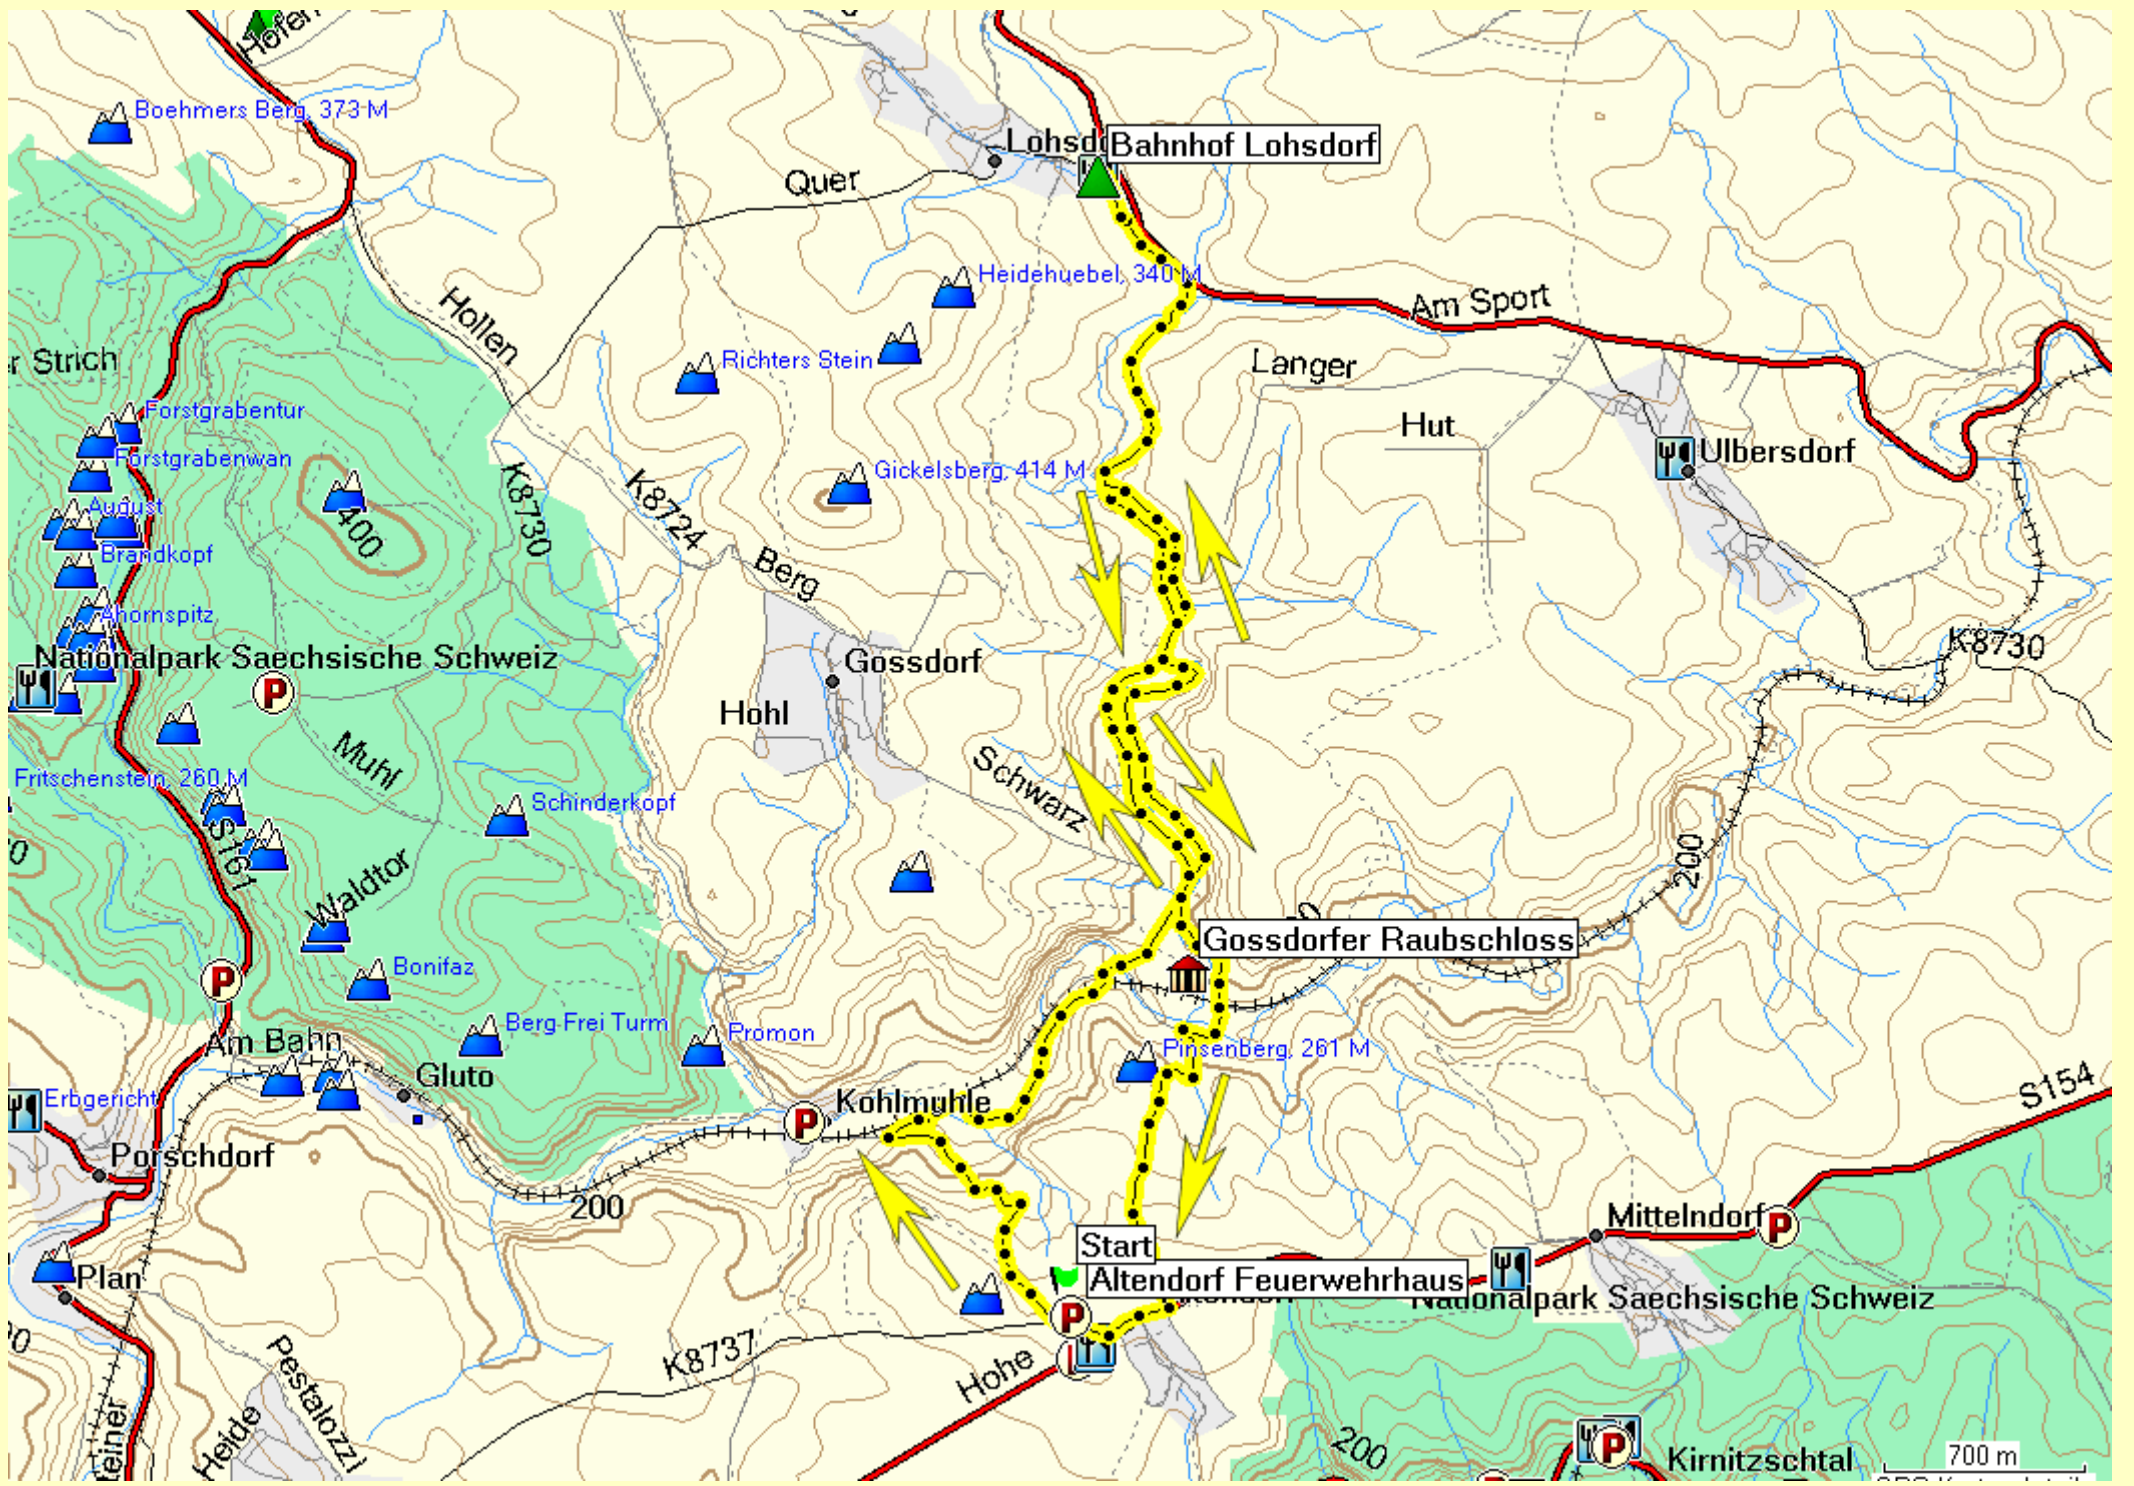 Hofen
Boehmers Berg, 373 M
Bahnhof Lohsdorf
Quer
Heidehuebel, 340 M
Am Sport
Hollen
Richters Stein
Langer
r Strich
Forstgrabentur
Hut
Ulbersdorf
Forstgrabenwan
Gickelsberg, 414 M
K8730
K8724
August
400
Brandkopf
Berg
Ahornspitz
K8730
Nationalpark Saechsische Schweiz
Gossdorf
Hohl
Muhl
Schwarz
Fritschenstein, 260 M
Schinderkopf
S161
200
Waldtor
Gossdorfer Raubschloss
Bonifaz
Berg-Frei Turm
Promon
Am Bahn
Pinsenberg, 261 M
Gluto
Erbgericht
Kohlmuhle
S154
Porschdorf
200
Mittelndorf
Start
Plan
Altendorf Feuerwehrhaus
Nationalpark Saechsische Schweiz
K8737
Hohe
Pestalozzi
Heide
teiner
200
Kirnitzschtal
700 m